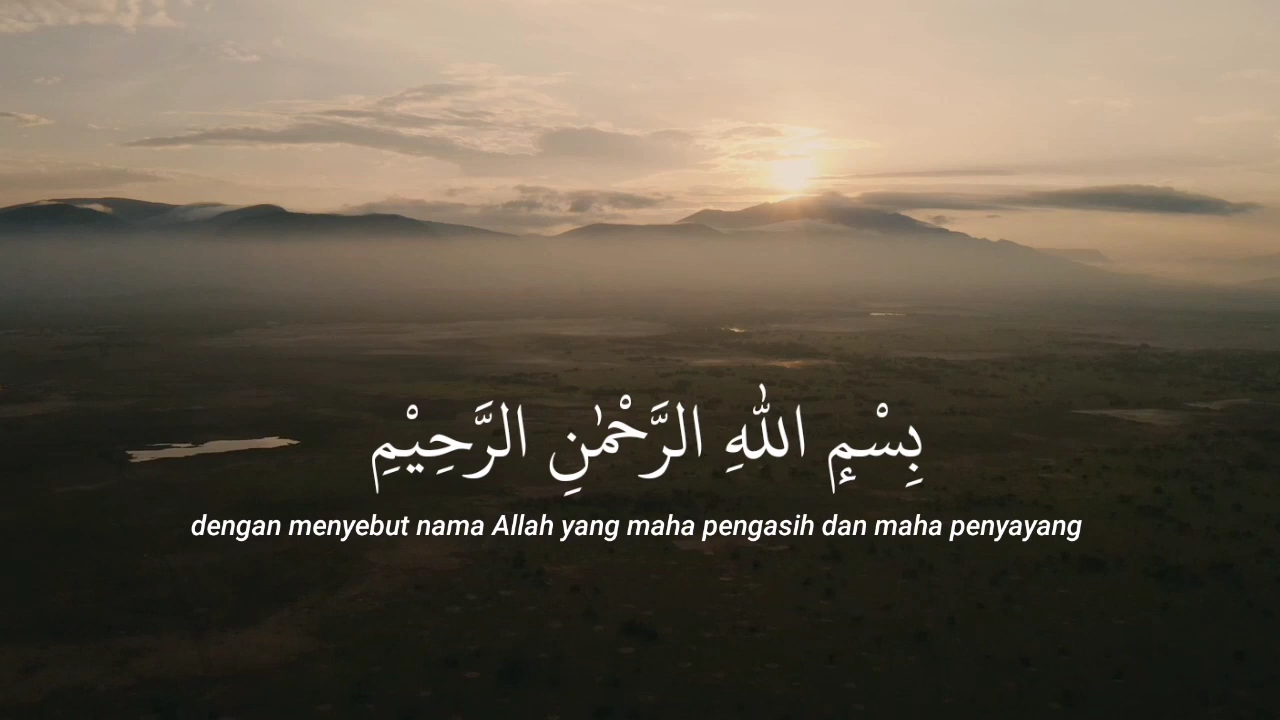 بِسْمِ اللّٰهِ الرَّحْمٰنِ الرَّحِيْمِ
dengan menyebut nama Allah yang maha pengasih dan maha penyayang